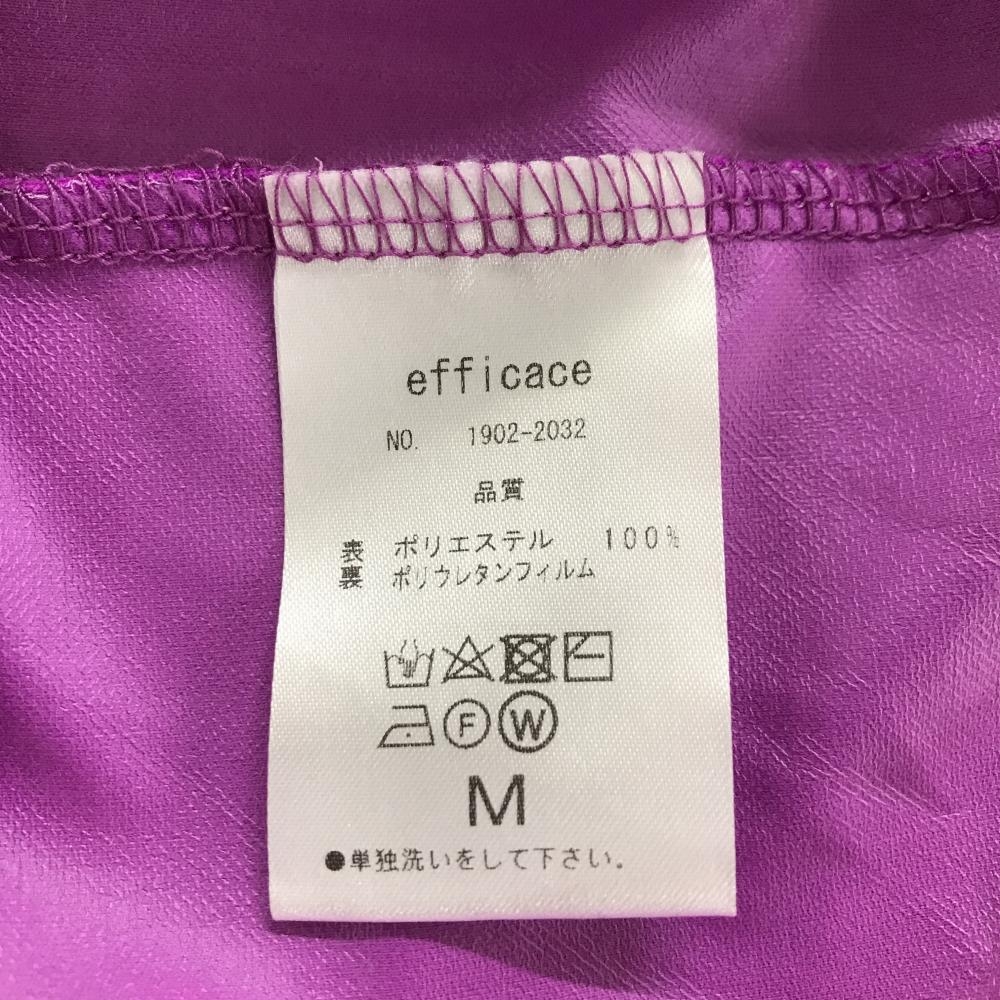 efficace
NO. 1902-2032
品質
表 ポリエステル 100%
裏 ポリウレタンフィルム
F W
M
●単独洗いをして下さい。